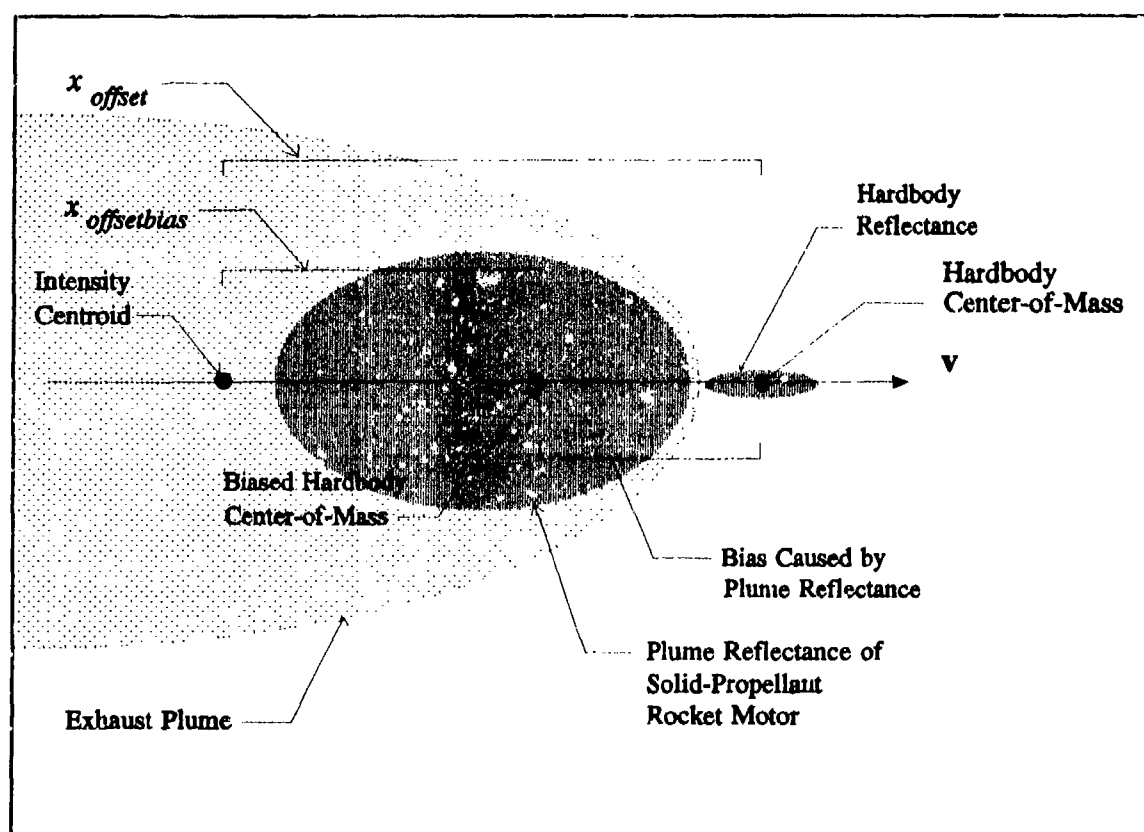 x offset
x offsetbias
Intensity
Centroid
Hardbody
Reflectance
Hardbody
Center-of-Mass
v
Biased Hardbody
Center-of-Mass
Bias Caused by
Plume Reflectance
Plume Reflectance of
Solid-Propellant
Rocket Motor
Exhaust Plume